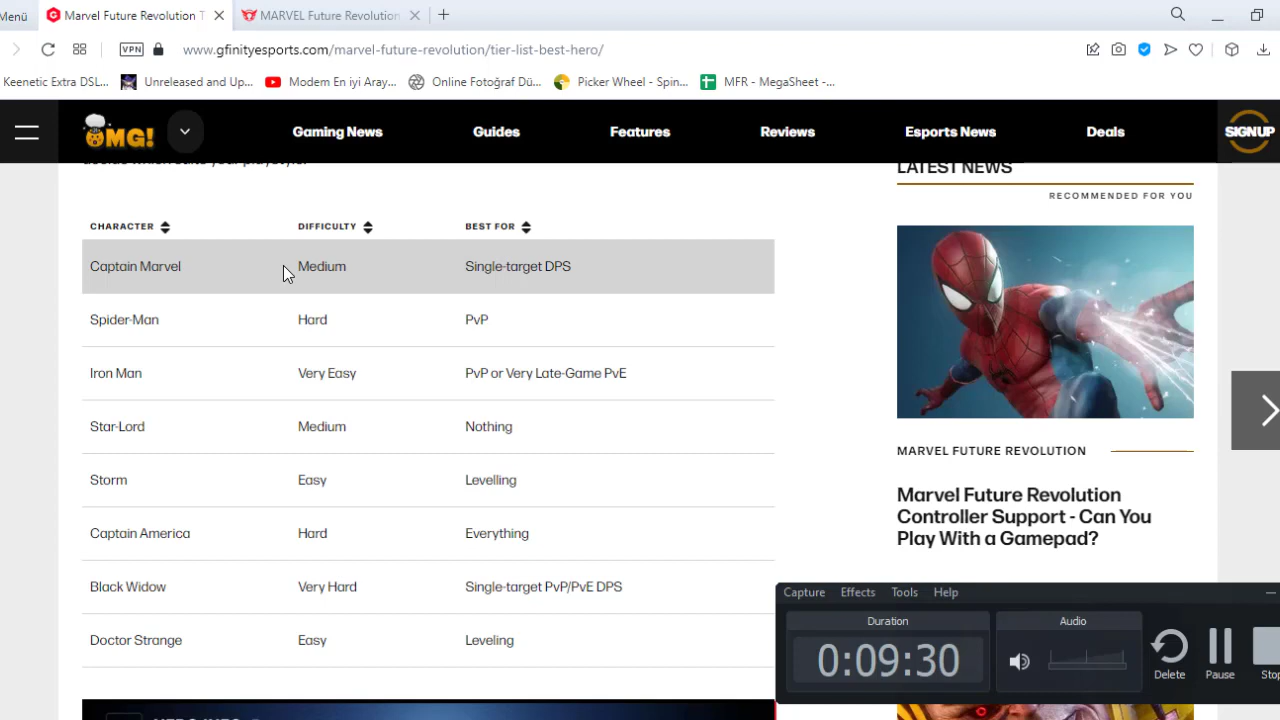 Menü
Marvel Future Revolution T
MARVEL Future Revolution
VPN
www.gfinityesports.com/marvel-future-revolution/tier-list-best-hero/
Keenetic Extra DSL...
Unreleased and Up...
Modem En iyi Aray...
Online Fotoğraf Dü...
Picker Wheel - Spin...
MFR - MegaSheet -...
OMG!
Gaming News
Guides
Features
Reviews
Esports News
Deals
SIGNUP
LATEST NEWS
RECOMMENDED FOR YOU
CHARACTER
DIFFICULTY
BEST FOR
Captain Marvel
Medium
Single-target DPS
Spider-Man
Hard
PvP
Iron Man
Very Easy
PvP or Very Late-Game PvE
Star-Lord
Medium
Nothing
Storm
Easy
Levelling
Captain America
Hard
Everything
Black Widow
Very Hard
Single-target PvP/PvE DPS
Doctor Strange
Easy
Leveling
MARVEL FUTURE REVOLUTION
Marvel Future Revolution
Controller Support - Can You
Play With a Gamepad?
Capture
Effects
Tools
Help
Duration
0:09:30
Audio
Delete
Pause
Stop